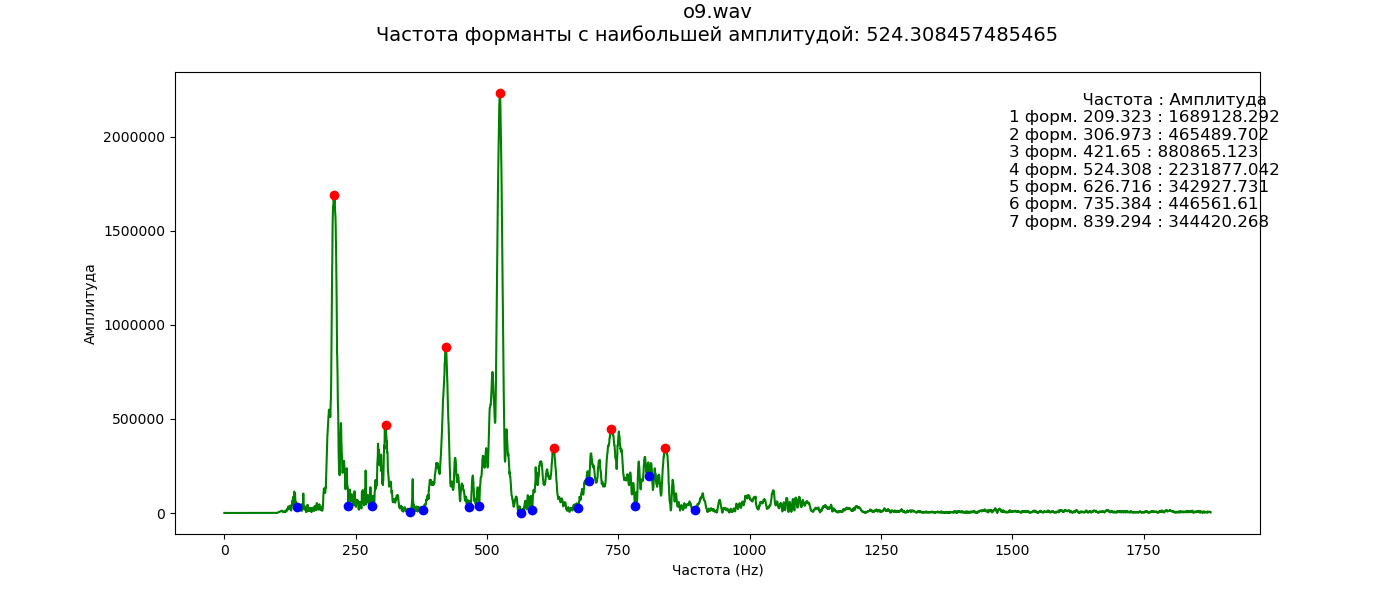 o9.wav
Частота форманты с наибольшей амплитудой: 524.308457485465
Частота : Амплитуда
1 форм. 209.323 : 1689128.292
2 форм. 306.973 : 465489.702
3 форм. 421.65 : 880865.123
4 форм. 524.308 : 2231877.042
5 форм. 626.716 : 342927.731
6 форм. 735.384 : 446561.61
7 форм. 839.294 : 344420.268
2000000
1500000
1000000
500000
0
Амплитуда
0 250 500 750 1000 1250 1500 1750
Частота (Hz)